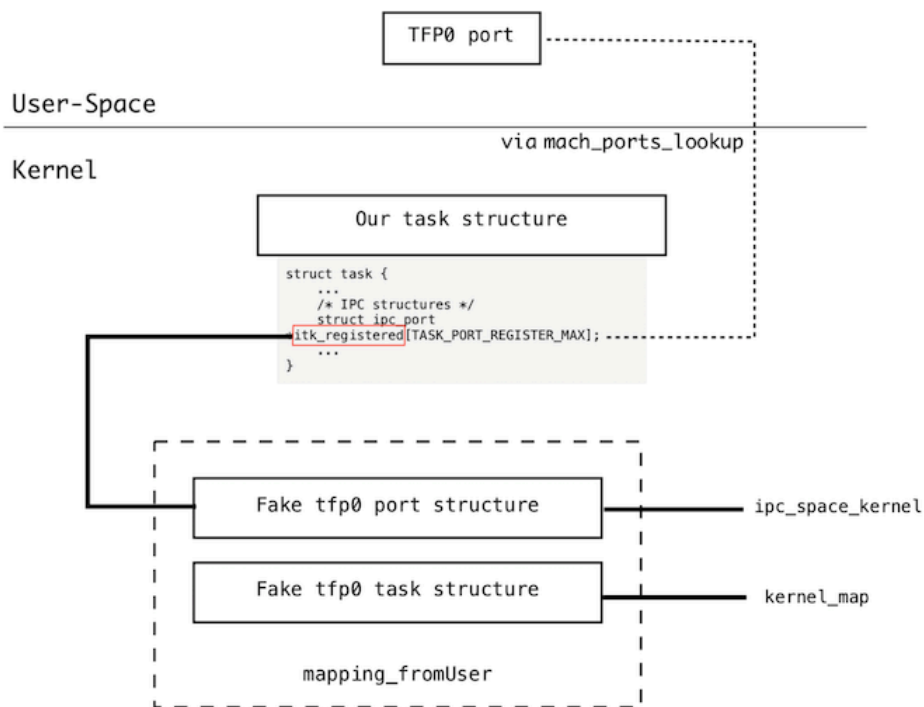 TFP0 port
User-Space
via mach_ports_lookup
Kernel
Our task structure
struct task {
...
/* IPC structures */
struct ipc_port
itk_registered[TASK_PORT_REGISTER_MAX];
...
}
Fake tfp0 port structure
ipc_space_kernel
Fake tfp0 task structure
kernel_map
mapping_fromUser